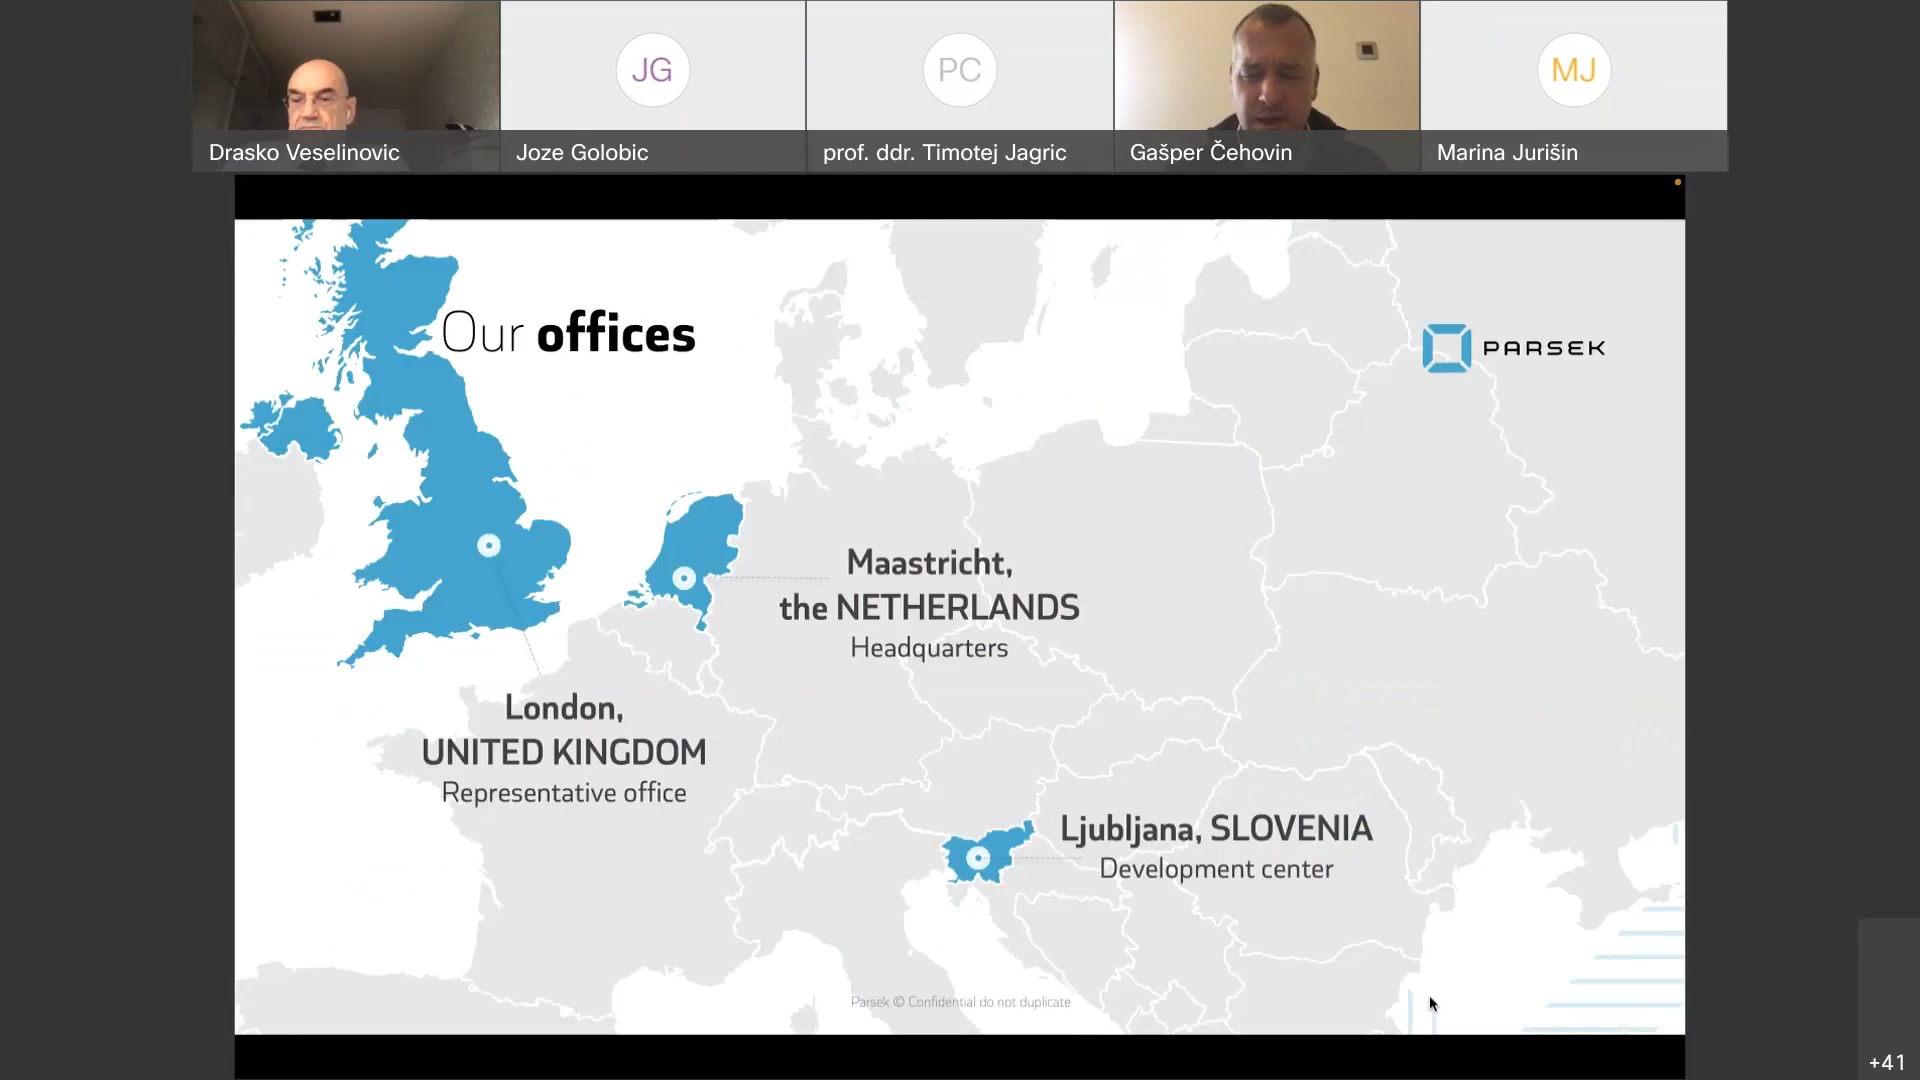 JG
PC
MJ
Drasko Veselinovic
Joze Golobic
prof. ddr. Timotej Jagric
Gašper Čehovin
Marina Jurišin
Our offices
PARSEK
Maastricht,
the NETHERLANDS
Headquarters
London,
UNITED KINGDOM
Representative office
Ljubljana, SLOVENIA
Development center
Parsek © Confidential do not duplicate
+41